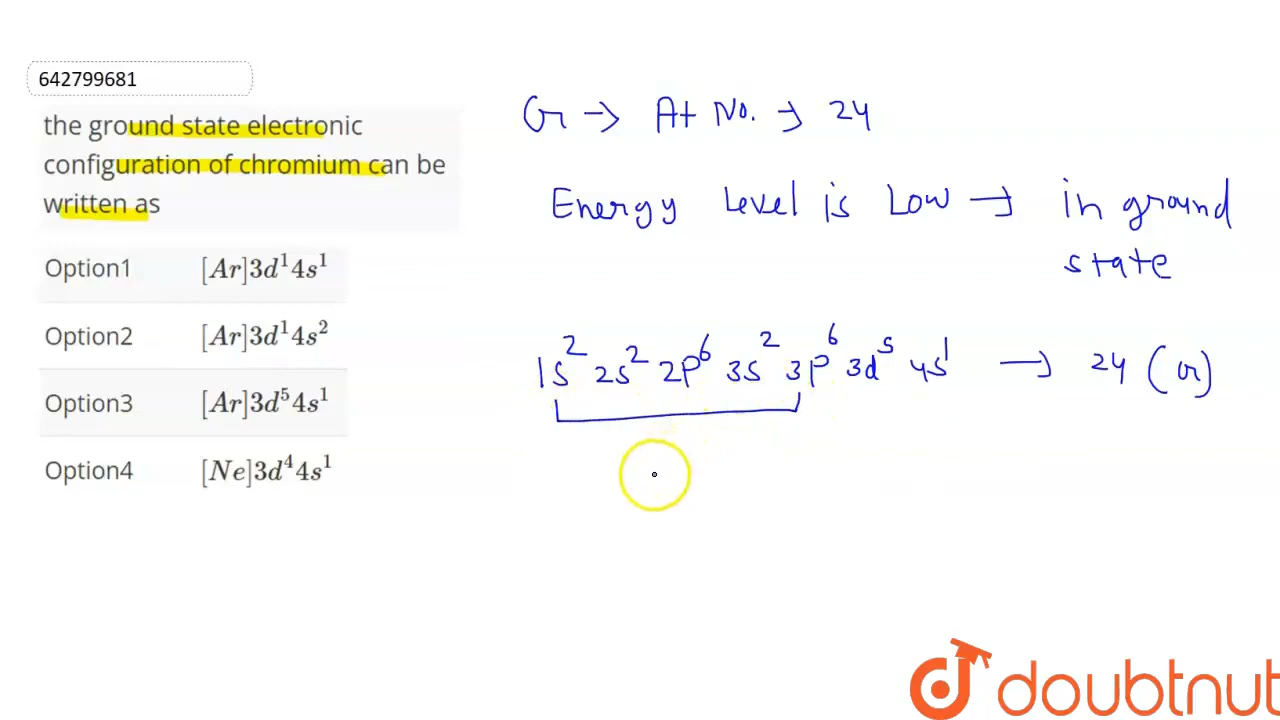 642799681
the ground state electronic
configuration of chromium can be
written as
Option1 [Ar]3d¹4s¹
Option2 [Ar]3d¹4s²
Option3 [Ar]3d⁵4s¹
Option4 [Ne]3d⁴4s¹
Cr → At No. → 24
Energy Level is Low → in ground
state
1s² 2s² 2p⁶ 3s² 3p⁶ 3d⁵ 4s¹ → 24 (Cr)
doubtnut